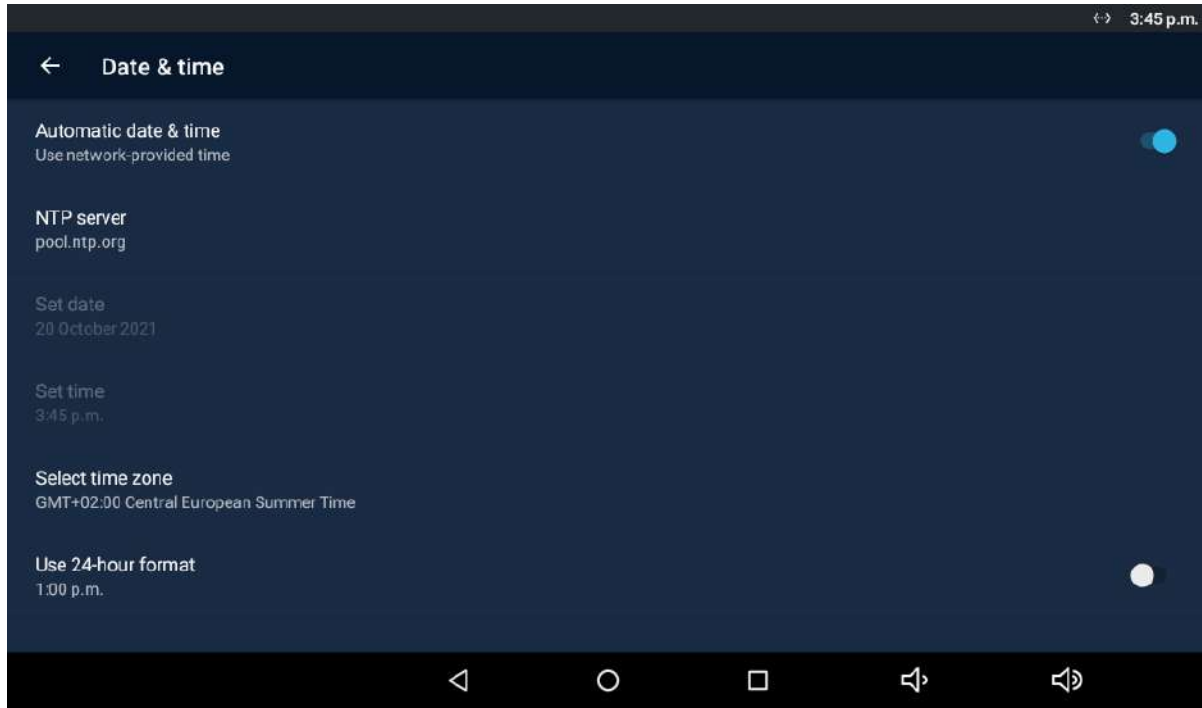 3:45 p.m.
Date & time
Automatic date & time
Use network-provided time
NTP server
pool.ntp.org
Set date
20 October 2021
Set time
3:45 p.m.
Select time zone
GMT+02:00 Central European Summer Time
Use 24-hour format
1:00 p.m.